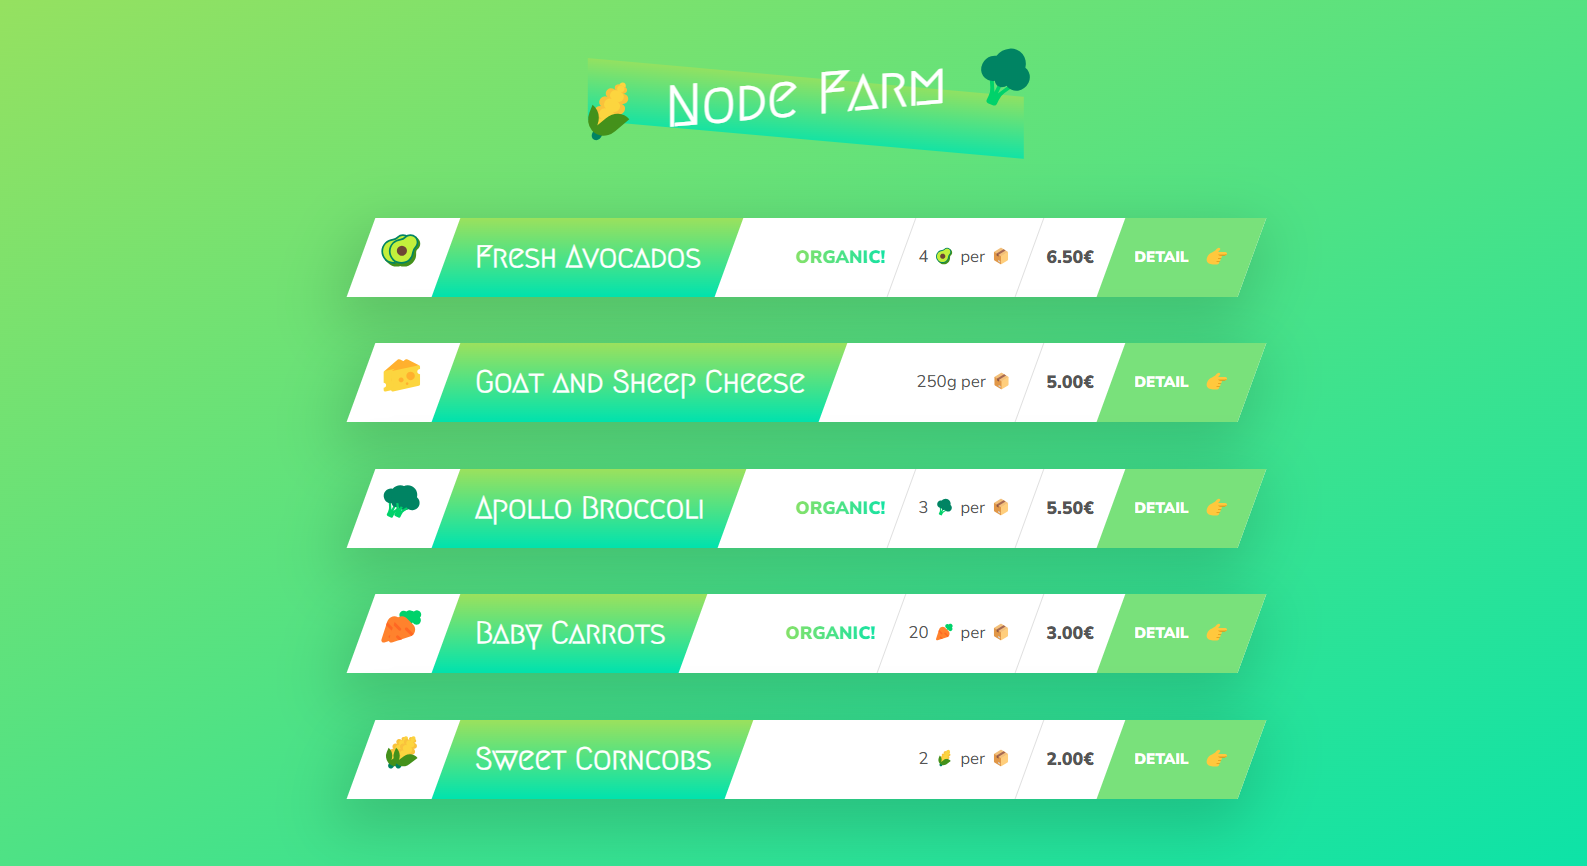 Node Farm
Fresh Avocados ORGANIC! 4 🥑 per 📦 6.50€ DETAIL 👉
Goat and Sheep Cheese 250g per 📦 5.00€ DETAIL 👉
Apollo Broccoli ORGANIC! 3 🥦 per 📦 5.50€ DETAIL 👉
Baby Carrots ORGANIC! 20 🥕 per 📦 3.00€ DETAIL 👉
Sweet Corncobs 2 🌽 per 📦 2.00€ DETAIL 👉